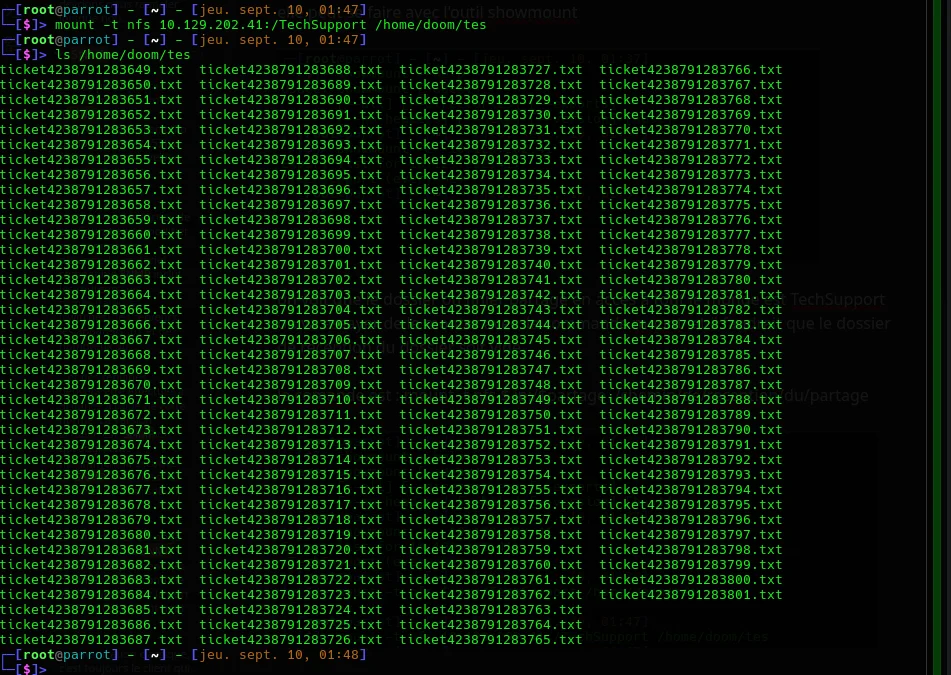 ┌─[root@parrot] - [~] - [jeu. sept. 10, 01:47]
└─[$]> mount -t nfs 10.129.202.41:/TechSupport /home/doom/tes
┌─[root@parrot] - [~] - [jeu. sept. 10, 01:47]
└─[$]> ls /home/doom/tes
ticket4238791283649.txt  ticket4238791283688.txt  ticket4238791283727.txt  ticket4238791283766.txt
ticket4238791283650.txt  ticket4238791283689.txt  ticket4238791283728.txt  ticket4238791283767.txt
ticket4238791283651.txt  ticket4238791283690.txt  ticket4238791283729.txt  ticket4238791283768.txt
ticket4238791283652.txt  ticket4238791283691.txt  ticket4238791283730.txt  ticket4238791283769.txt
ticket4238791283653.txt  ticket4238791283692.txt  ticket4238791283731.txt  ticket4238791283770.txt
ticket4238791283654.txt  ticket4238791283693.txt  ticket4238791283732.txt  ticket4238791283771.txt
ticket4238791283655.txt  ticket4238791283694.txt  ticket4238791283733.txt  ticket4238791283772.txt
ticket4238791283656.txt  ticket4238791283695.txt  ticket4238791283734.txt  ticket4238791283773.txt
ticket4238791283657.txt  ticket4238791283696.txt  ticket4238791283735.txt  ticket4238791283774.txt
ticket4238791283658.txt  ticket4238791283697.txt  ticket4238791283736.txt  ticket4238791283775.txt
ticket4238791283659.txt  ticket4238791283698.txt  ticket4238791283737.txt  ticket4238791283776.txt
ticket4238791283660.txt  ticket4238791283699.txt  ticket4238791283738.txt  ticket4238791283777.txt
ticket4238791283661.txt  ticket4238791283700.txt  ticket4238791283739.txt  ticket4238791283778.txt
ticket4238791283662.txt  ticket4238791283701.txt  ticket4238791283740.txt  ticket4238791283779.txt
ticket4238791283663.txt  ticket4238791283702.txt  ticket4238791283741.txt  ticket4238791283780.txt
ticket4238791283664.txt  ticket4238791283703.txt  ticket4238791283742.txt  ticket4238791283781.txt
ticket4238791283665.txt  ticket4238791283704.txt  ticket4238791283743.txt  ticket4238791283782.txt
ticket4238791283666.txt  ticket4238791283705.txt  ticket4238791283744.txt  ticket4238791283783.txt
ticket4238791283667.txt  ticket4238791283706.txt  ticket4238791283745.txt  ticket4238791283784.txt
ticket4238791283668.txt  ticket4238791283707.txt  ticket4238791283746.txt  ticket4238791283785.txt
ticket4238791283669.txt  ticket4238791283708.txt  ticket4238791283747.txt  ticket4238791283786.txt
ticket4238791283670.txt  ticket4238791283709.txt  ticket4238791283748.txt  ticket4238791283787.txt
ticket4238791283671.txt  ticket4238791283710.txt  ticket4238791283749.txt  ticket4238791283788.txt
ticket4238791283672.txt  ticket4238791283711.txt  ticket4238791283750.txt  ticket4238791283789.txt
ticket4238791283673.txt  ticket4238791283712.txt  ticket4238791283751.txt  ticket4238791283790.txt
ticket4238791283674.txt  ticket4238791283713.txt  ticket4238791283752.txt  ticket4238791283791.txt
ticket4238791283675.txt  ticket4238791283714.txt  ticket4238791283753.txt  ticket4238791283792.txt
ticket4238791283676.txt  ticket4238791283715.txt  ticket4238791283754.txt  ticket4238791283793.txt
ticket4238791283677.txt  ticket4238791283716.txt  ticket4238791283755.txt  ticket4238791283794.txt
ticket4238791283678.txt  ticket4238791283717.txt  ticket4238791283756.txt  ticket4238791283795.txt
ticket4238791283679.txt  ticket4238791283718.txt  ticket4238791283757.txt  ticket4238791283796.txt
ticket4238791283680.txt  ticket4238791283719.txt  ticket4238791283758.txt  ticket4238791283797.txt
ticket4238791283681.txt  ticket4238791283720.txt  ticket4238791283759.txt  ticket4238791283798.txt
ticket4238791283682.txt  ticket4238791283721.txt  ticket4238791283760.txt  ticket4238791283799.txt
ticket4238791283683.txt  ticket4238791283722.txt  ticket4238791283761.txt  ticket4238791283800.txt
ticket4238791283684.txt  ticket4238791283723.txt  ticket4238791283762.txt  ticket4238791283801.txt
ticket4238791283685.txt  ticket4238791283724.txt  ticket4238791283763.txt
ticket4238791283686.txt  ticket4238791283725.txt  ticket4238791283764.txt
ticket4238791283687.txt  ticket4238791283726.txt  ticket4238791283765.txt
┌─[root@parrot] - [~] - [jeu. sept. 10, 01:48]
└─[$]>